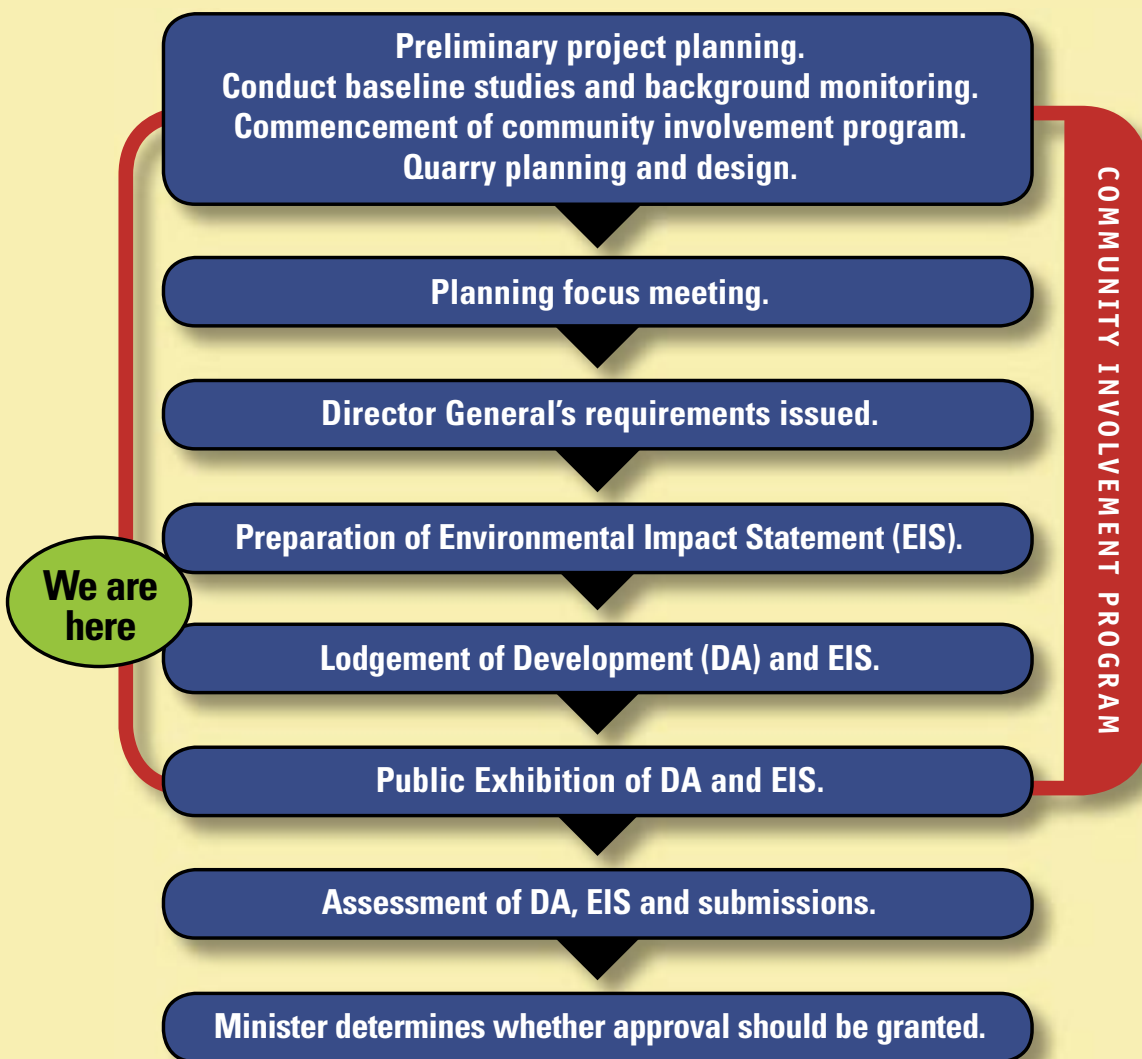 Preliminary project planning.
Conduct baseline studies and background monitoring.
Commencement of community involvement program.
Quarry planning and design.
Planning focus meeting.
Director General’s requirements issued.
Preparation of Environmental Impact Statement (EIS).
We are
here
Lodgement of Development (DA) and EIS.
Public Exhibition of DA and EIS.
Assessment of DA, EIS and submissions.
Minister determines whether approval should be granted.
COMMUNITY INVOLVEMENT PROGRAM